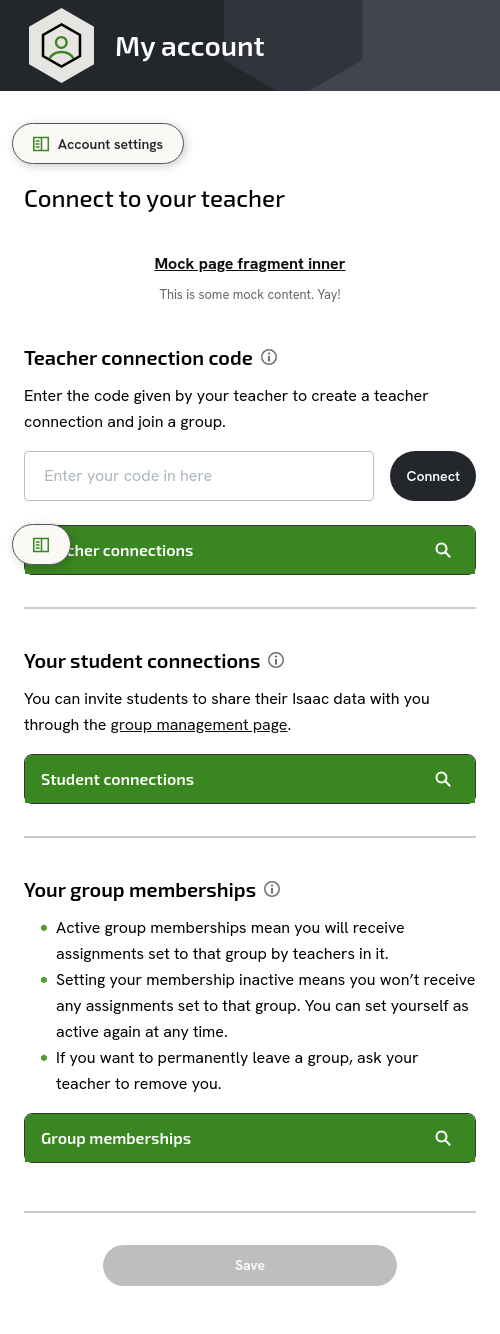 My account
Account settings
Connect to your teacher
Mock page fragment inner
This is some mock content. Yay!
Teacher connection code
Enter the code given by your teacher to create a teacher
connection and join a group.
Enter your code in here
Connect
cher connections
Your student connections
You can invite students to share their Isaac data with you
through the group management page.
Student connections
Your group memberships
Active group memberships mean you will receive
assignments set to that group by teachers in it.
Setting your membership inactive means you won’t receive
any assignments set to that group. You can set yourself as
active again at any time.
If you want to permanently leave a group, ask your
teacher to remove you.
Group memberships
Save